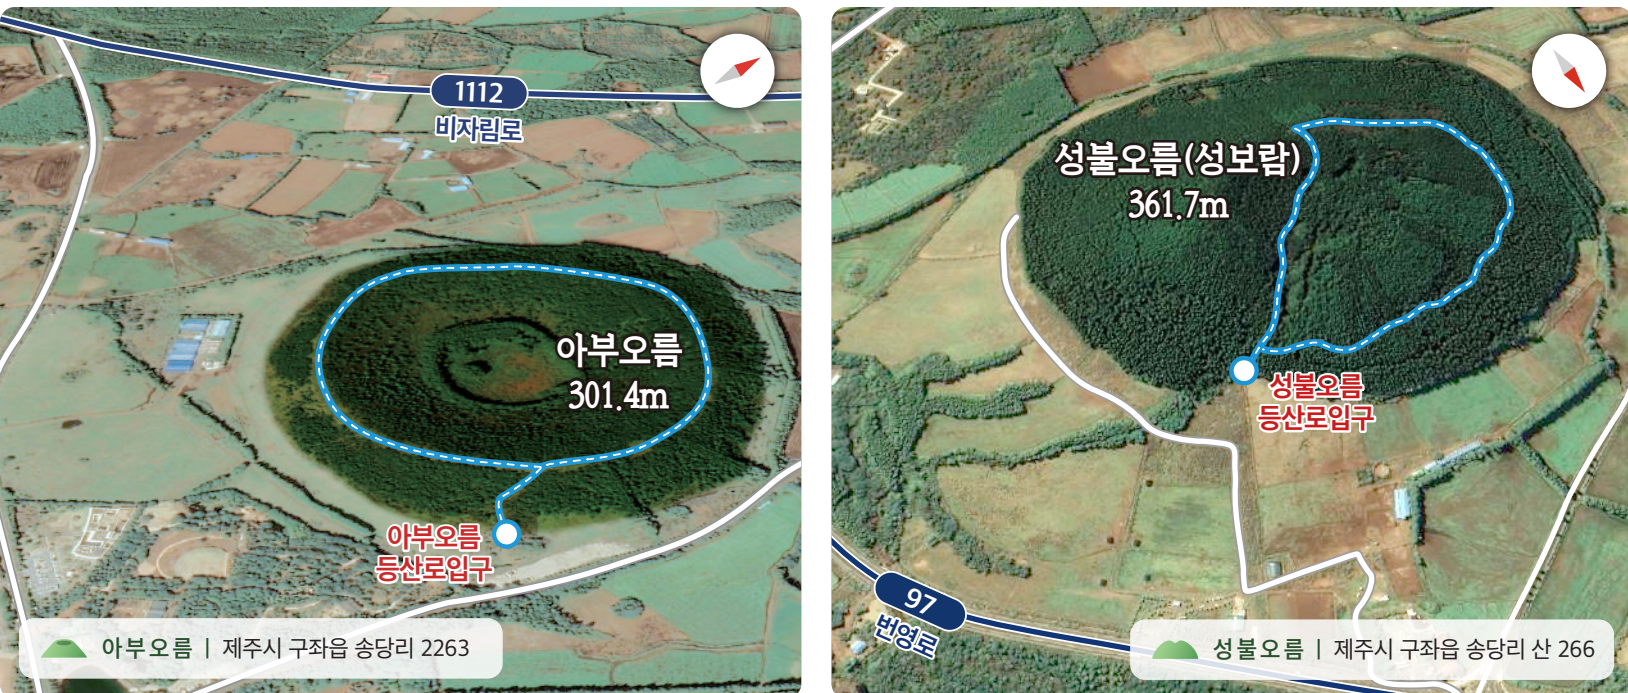 1112
비자림로
아부오름
301.4m
아부오름
등산로입구
아부오름 | 제주시 구좌읍 송당리 2263
성불오름(성보람)
361.7m
성불오름
등산로입구
97
번영로
성불오름 | 제주시 구좌읍 송당리 산 266